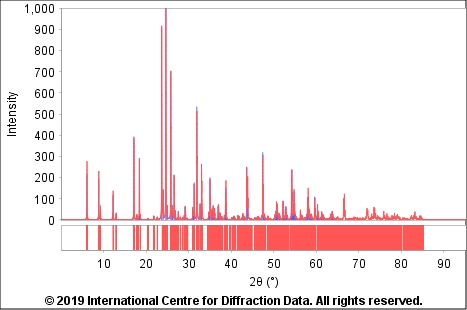 1,000
900
800
700
600
500
400
300
200
100
0
Intensity
10 20 30 40 50 60 70 80 90
2θ (°)
© 2019 International Centre for Diffraction Data. All rights reserved.